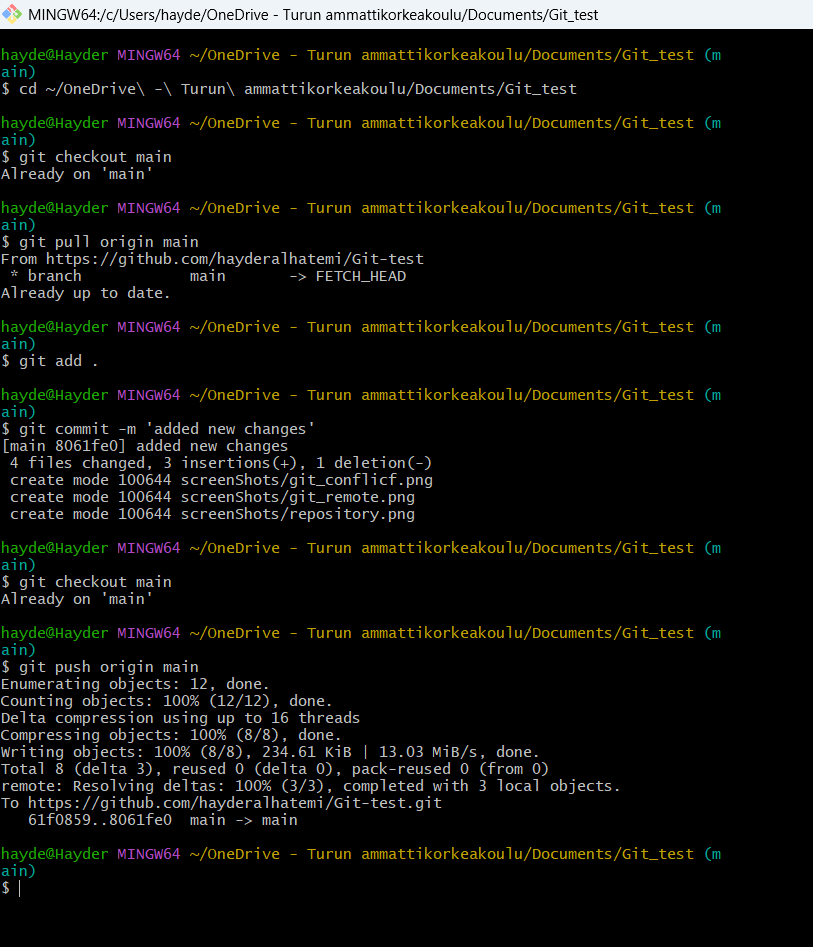 MINGW64:/c/Users/hayde/OneDrive - Turun ammattikorkeakoulu/Documents/Git_test
hayde@Hayder MINGW64 ~/OneDrive - Turun ammattikorkeakoulu/Documents/Git_test (m
ain)
$ cd ~/OneDrive\ -\ Turun\ ammattikorkeakoulu/Documents/Git_test
hayde@Hayder MINGW64 ~/OneDrive - Turun ammattikorkeakoulu/Documents/Git_test (m
ain)
$ git checkout main
Already on 'main'
hayde@Hayder MINGW64 ~/OneDrive - Turun ammattikorkeakoulu/Documents/Git_test (m
ain)
$ git pull origin main
From https://github.com/hayderalhatemi/Git-test
 * branch            main       -> FETCH_HEAD
Already up to date.
hayde@Hayder MINGW64 ~/OneDrive - Turun ammattikorkeakoulu/Documents/Git_test (m
ain)
$ git add .
hayde@Hayder MINGW64 ~/OneDrive - Turun ammattikorkeakoulu/Documents/Git_test (m
ain)
$ git commit -m 'added new changes'
[main 8061fe0] added new changes
 4 files changed, 3 insertions(+), 1 deletion(-)
 create mode 100644 screenShots/git_conflicf.png
 create mode 100644 screenShots/git_remote.png
 create mode 100644 screenShots/repository.png
hayde@Hayder MINGW64 ~/OneDrive - Turun ammattikorkeakoulu/Documents/Git_test (m
ain)
$ git checkout main
Already on 'main'
hayde@Hayder MINGW64 ~/OneDrive - Turun ammattikorkeakoulu/Documents/Git_test (m
ain)
$ git push origin main
Enumerating objects: 12, done.
Counting objects: 100% (12/12), done.
Delta compression using up to 16 threads
Compressing objects: 100% (8/8), done.
Writing objects: 100% (8/8), 234.61 KiB | 13.03 MiB/s, done.
Total 8 (delta 3), reused 0 (delta 0), pack-reused 0 (from 0)
remote: Resolving deltas: 100% (3/3), completed with 3 local objects.
To https://github.com/hayderalhatemi/Git-test.git
   61f0859..8061fe0  main -> main
hayde@Hayder MINGW64 ~/OneDrive - Turun ammattikorkeakoulu/Documents/Git_test (m
ain)
$